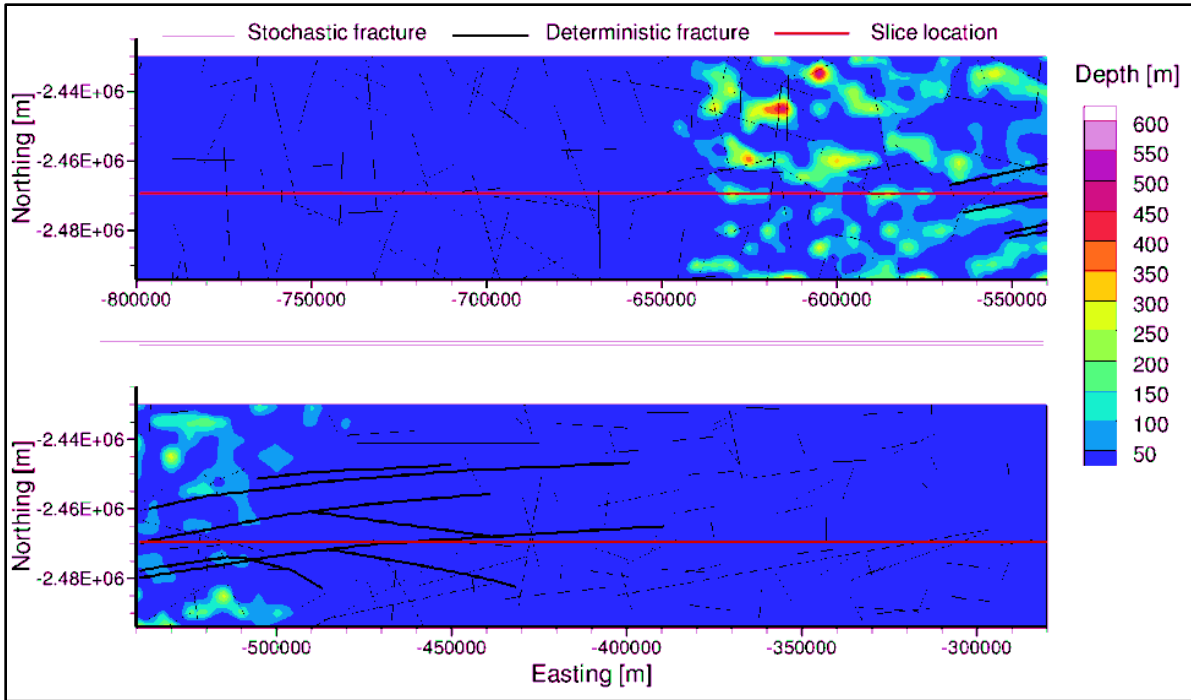 Stochastic fracture Deterministic fracture Slice location
Depth [m]
600
550
500
450
400
350
300
250
200
150
100
50
Northing [m]
-2.44E+06
-2.46E+06
-2.48E+06
-800000 -750000 -700000 -650000 -600000 -550000
Northing [m]
-2.44E+06
-2.46E+06
-2.48E+06
-500000 -450000 -400000 -350000 -300000
Easting [m]